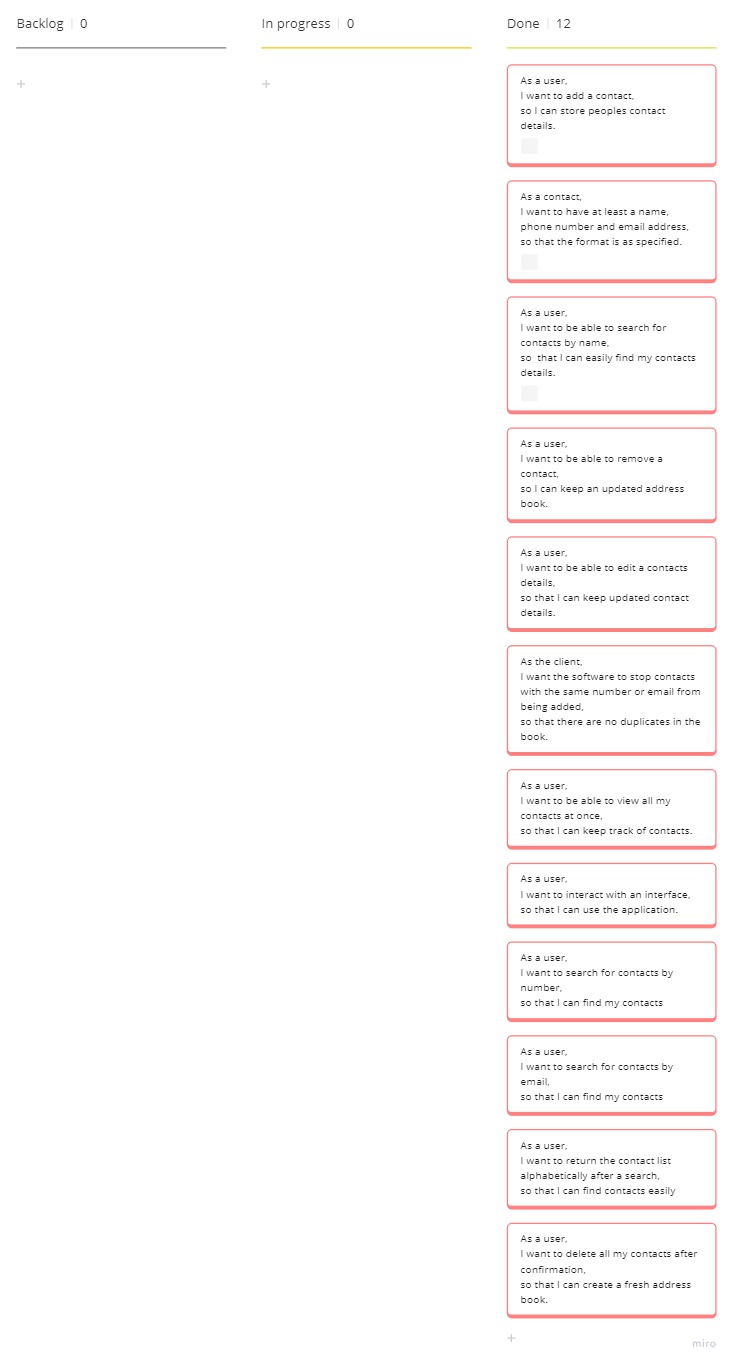 Backlog | 0
In progress | 0
Done | 12
+
+
As a user,
I want to add a contact,
so I can store peoples contact
details.
As a contact,
I want to have at least a name,
phone number and email address,
so that the format is as specified.
As a user,
I want to be able to search for
contacts by name,
so  that I can easily find my contacts
details.
As a user,
I want to be able to remove a
contact,
so I can keep an updated address
book.
As a user,
I want to be able to edit a contacts
details,
so that I can keep updated contact
details.
As the client,
I want the software to stop contacts
with the same number or email from
being added,
so that there are no duplicates in the
book.
As a user,
I want to be able to view all my
contacts at once,
so that I can keep track of contacts.
As a user,
I want to interact with an interface,
so that I can use the application.
As a user,
I want to search for contacts by
number,
so that I can find my contacts
As a user,
I want to search for contacts by
email,
so that I can find my contacts
As a user,
I want to return the contact list
alphabetically after a search,
so that I can find contacts easily
As a user,
I want to delete all my contacts after
confirmation,
so that I can create a fresh address
book.
+
miro